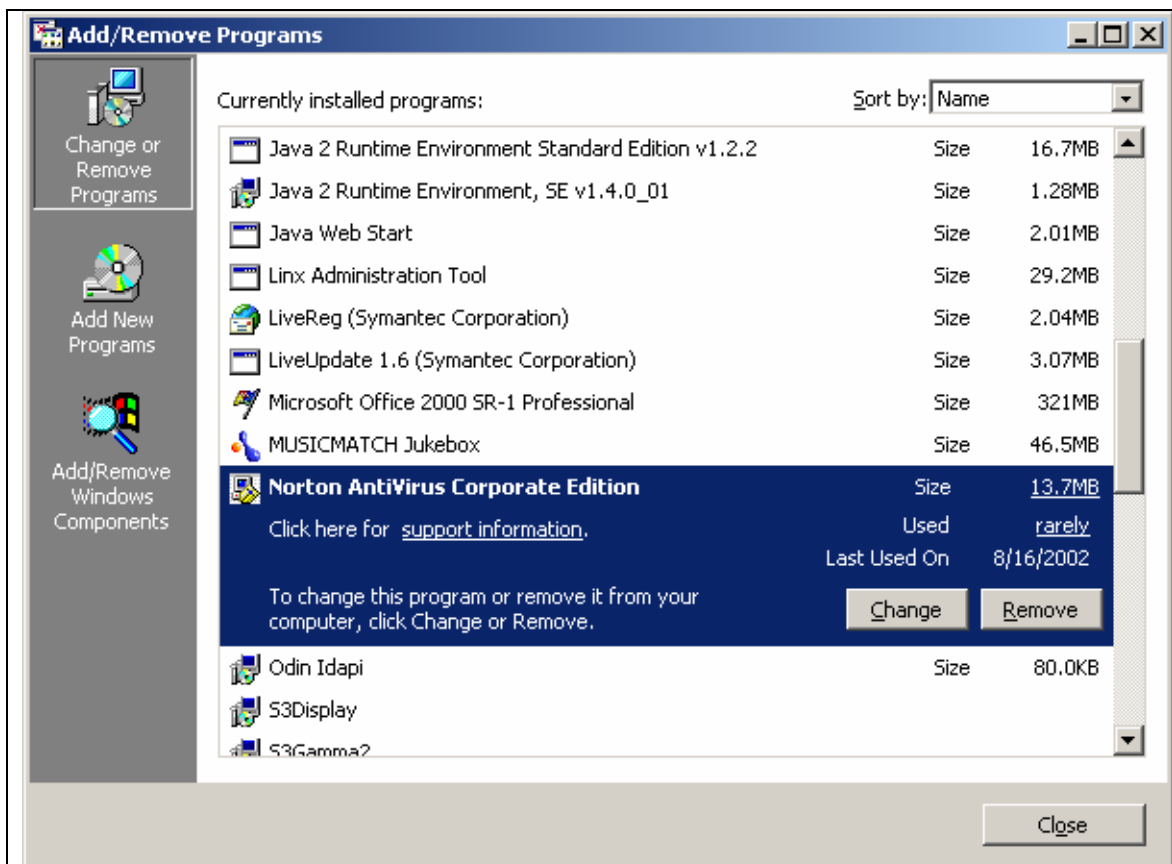 Add/Remove Programs
Change or
Remove
Programs
Add New
Programs
Add/Remove
Windows
Components
Currently installed programs:
Sort by: Name
Java 2 Runtime Environment Standard Edition v1.2.2 Size 16.7MB
Java 2 Runtime Environment, SE v1.4.0_01 Size 1.28MB
Java Web Start Size 2.01MB
Linx Administration Tool Size 29.2MB
LiveReg (Symantec Corporation) Size 2.04MB
LiveUpdate 1.6 (Symantec Corporation) Size 3.07MB
Microsoft Office 2000 SR-1 Professional Size 321MB
MUSICMATCH Jukebox Size 46.5MB
Norton AntiVirus Corporate Edition Size 13.7MB
Click here for support information. Used rarely
Last Used On 8/16/2002
To change this program or remove it from your
computer, click Change or Remove.
Change Remove
Odin Idapi Size 80.0KB
S3Display
S3Gamma2
Close